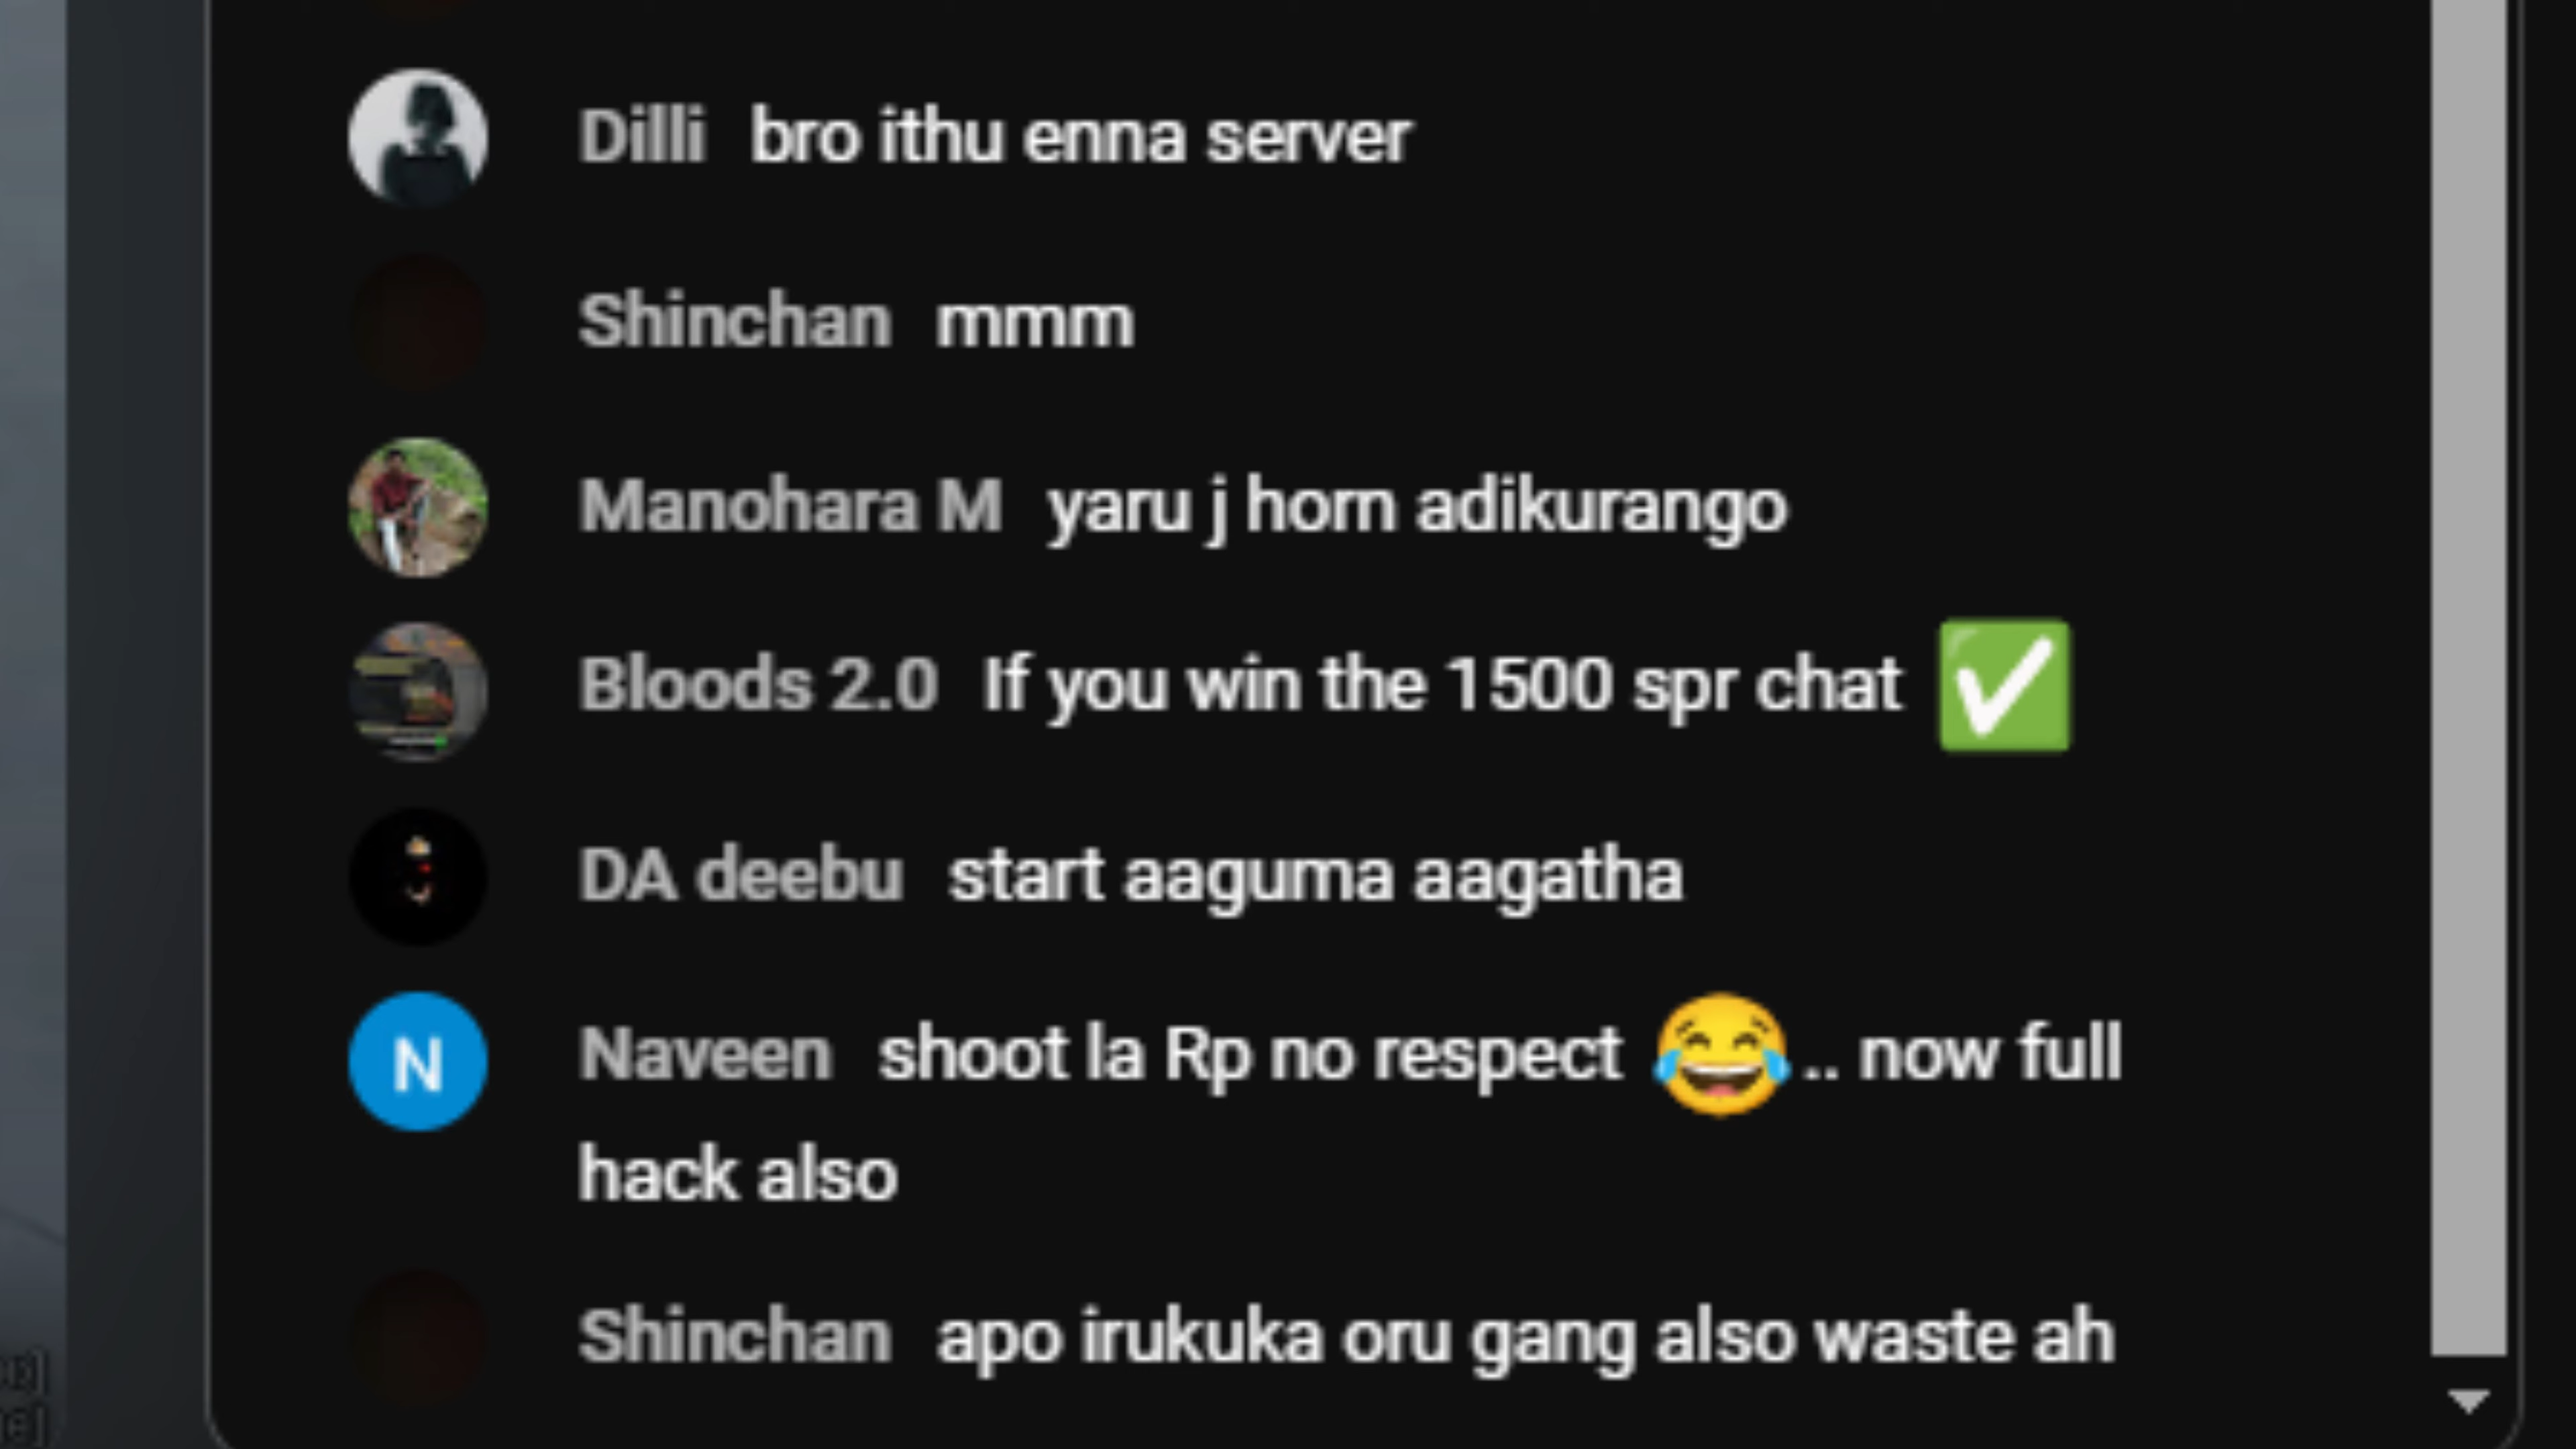 Dilli bro ithu enna server
Shinchan mmm
Manohara M yaru j horn adikurango
Bloods 2.0 If you win the 1500 spr chat ✅
DA deebu start aaguma aagatha
N
Naveen shoot la Rp no respect 😂.. now full
hack also
Shinchan apo irukuka oru gang also waste ah